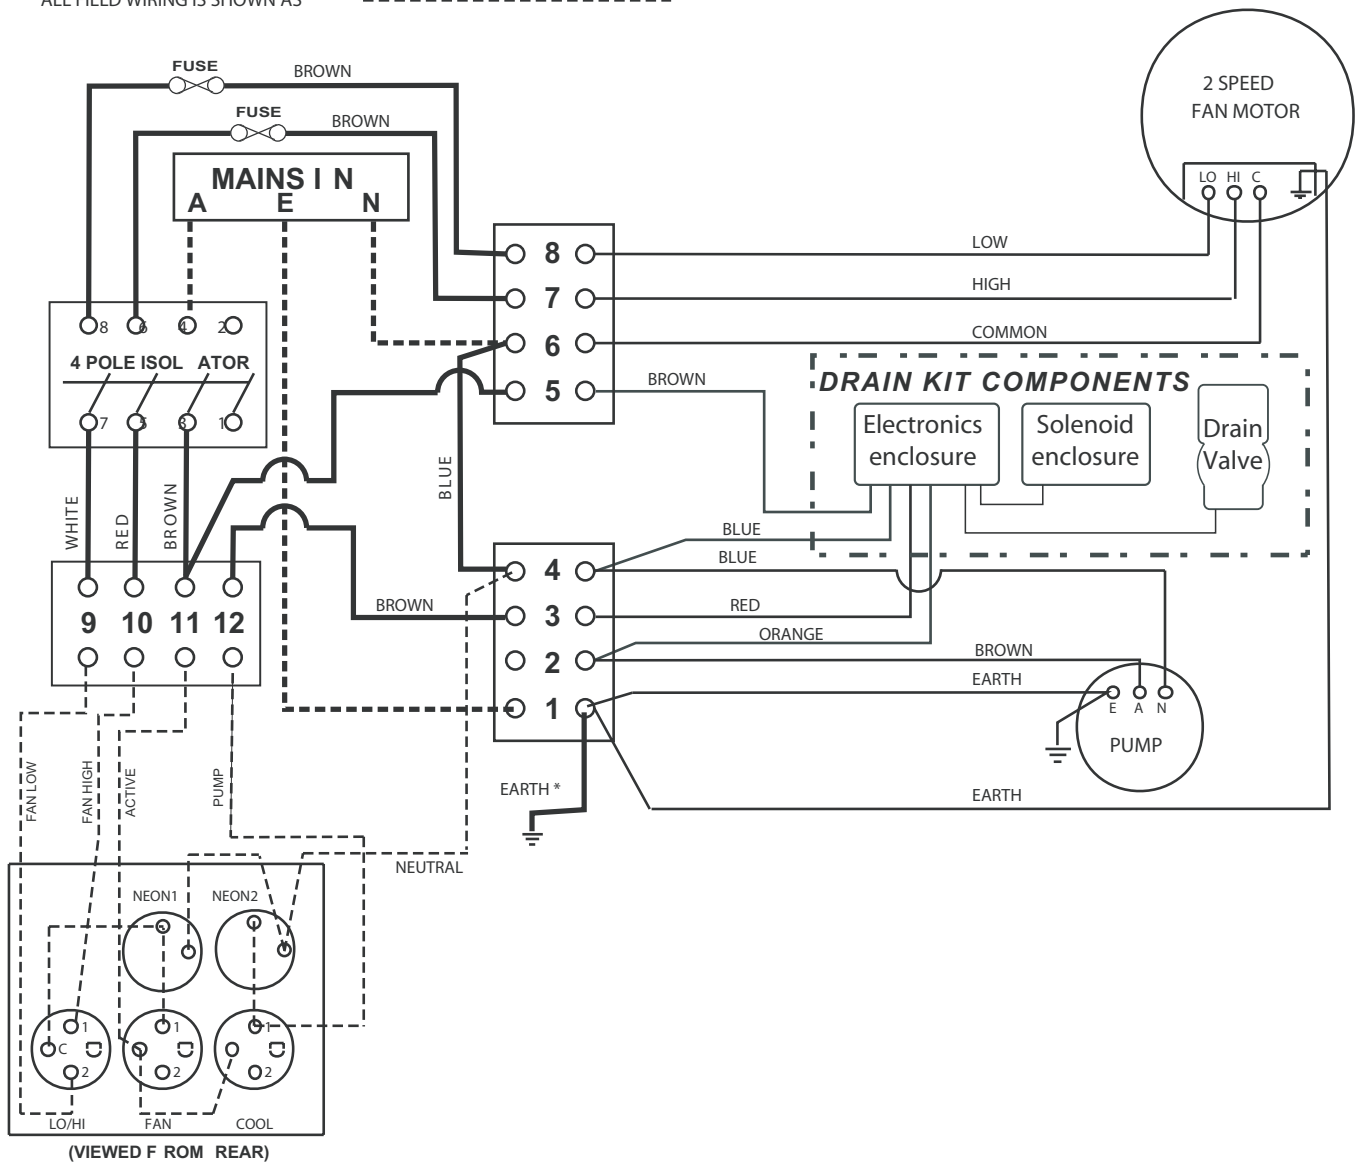 ALL FIELD WIRING IS SHOWN AS
FUSE
BROWN
FUSE
BROWN
MAINS I N
A E N
2 SPEED
FAN MOTOR
LO HI C
8
7
6
5
LOW
HIGH
COMMON
BROWN
8 6 4 2
4 POLE ISOL ATOR
7 5 3 1
DRAIN KIT COMPONENTS
Electronics
enclosure
Solenoid
enclosure
Drain
Valve
WHITE
RED
BROWN
BLUE
BLUE
BLUE
RED
ORANGE
BROWN
EARTH
EARTH
4
3
2
1
BROWN
9 10 11 12
E A N
PUMP
EARTH *
FAN LOW
FAN HIGH
ACTIVE
PUMP
NEUTRAL
NEON1 NEON2
1 1 1
C
2 2 2
LO/HI FAN COOL
(VIEWED F ROM REAR)